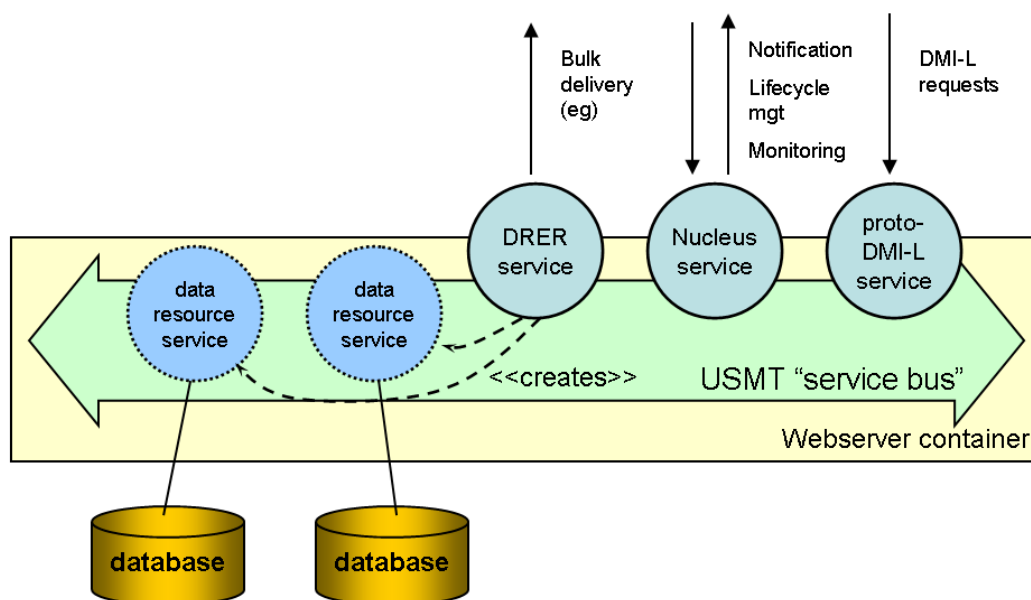 Bulk
delivery
(eg)
Notification
Lifecycle
mgt
Monitoring
DMI-L
requests
DRER
service
Nucleus
service
proto-
DMI-L
service
data
resource
service
data
resource
service
<<creates>>
USMT “service bus”
Webserver container
database
database